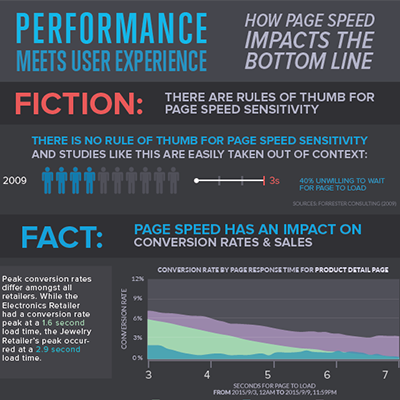 PERFORMANCE
MEETS USER EXPERIENCE
HOW PAGE SPEED
IMPACTS THE
BOTTOM LINE
FICTION:
THERE ARE RULES OF THUMB FOR
PAGE SPEED SENSITIVITY
THERE IS NO RULE OF THUMB FOR PAGE SPEED SENSITIVITY
AND STUDIES LIKE THIS ARE EASILY TAKEN OUT OF CONTEXT:
2009
3s
40% UNWILLING TO WAIT
FOR PAGE TO LOAD
SOURCES: FORRESTER CONSULTING (2009)
FACT:
PAGE SPEED HAS AN IMPACT ON
CONVERSION RATES & SALES
Peak conversion rates
differ amongst all
retailers. While the
Electronics Retailer
had a conversion rate
peak at a 1.6 second
load time, the Jewelry
Retailer's peak occur-
red at a 2.9 second
load time.
CONVERSION RATE BY PAGE RESPONSE TIME FOR PRODUCT DETAIL PAGE
CONVERSION RATE
12%
9%
6%
3%
0%
3 4 5 6 7
SECONDS FOR PAGE TO LOAD
FROM 2015/9/3, 12AM TO 2015/9/9, 11:59PM